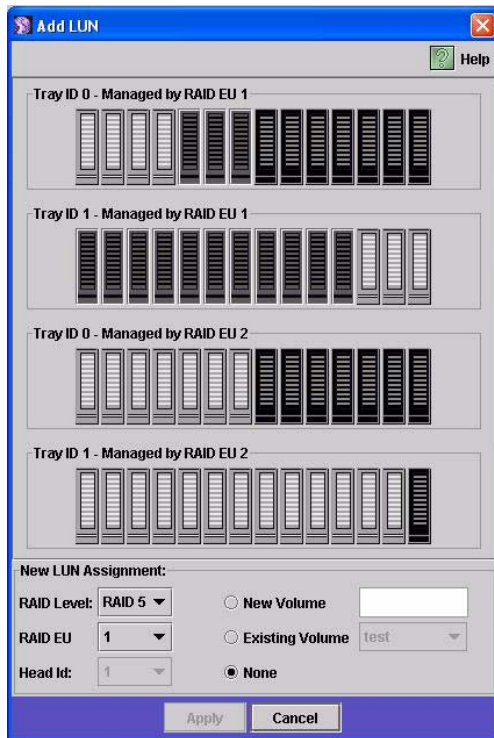 Add LUN
Help
Tray ID 0 - Managed by RAID EU 1
Tray ID 1 - Managed by RAID EU 1
Tray ID 0 - Managed by RAID EU 2
Tray ID 1 - Managed by RAID EU 2
New LUN Assignment:
RAID Level: RAID 5 New Volume
RAID EU 1 Existing Volume test
Head Id: 1 None
Apply Cancel